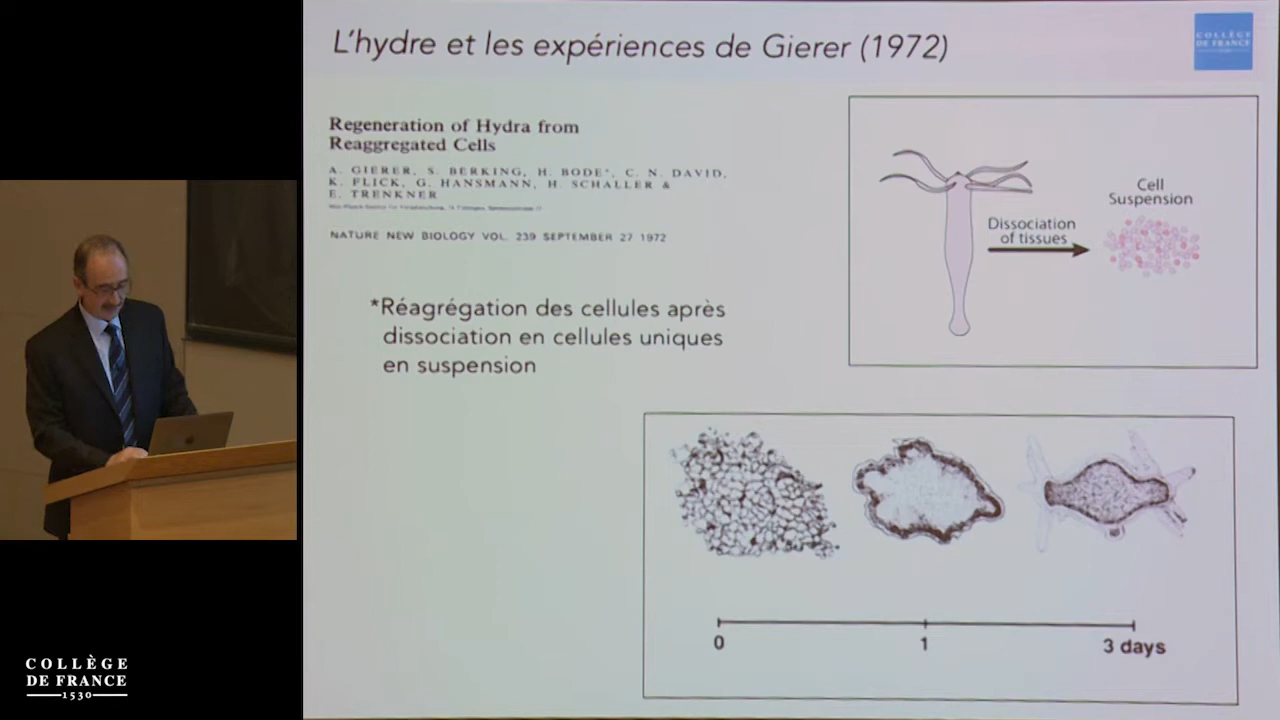 L'hydre et les expériences de Gierer (1972)
COLLÈGE
DE FRANCE
1530
Regeneration of Hydra from
Reaggregated Cells
A. GIERER, S. BERKING, H. BODE*, C. N. DAVID,
K. FLICK, G. HANSMANN, H. SCHALLER &
E. TRENKNER
NATURE NEW BIOLOGY VOL. 239 SEPTEMBER 27 1972
*Réagrégation des cellules après
dissociation en cellules uniques
en suspension
Dissociation
of tissues
Cell
Suspension
0
1
3 days
COLLÈGE
DE FRANCE
1530